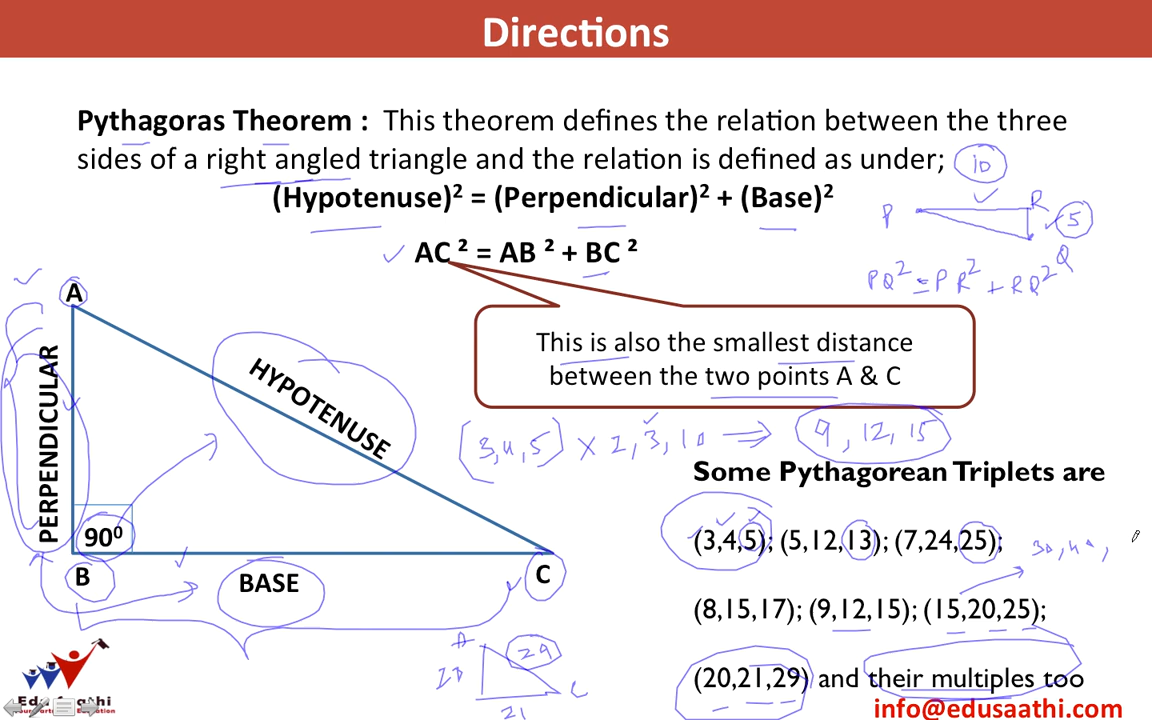 Directions
Pythagoras Theorem : This theorem defines the relation between the three
sides of a right angled triangle and the relation is defined as under;
10
(Hypotenuse)² = (Perpendicular)² + (Base)²
P
R
5
Q
AC ² = AB ² + BC ²
PQ² = PR² + RQ²
A
This is also the smallest distance
between the two points A & C
PERPENDICULAR
HYPOTENUSE
(3,4,5) × 2, 3, 10 ⇒ 9, 12, 15
Some Pythagorean Triplets are
90⁰
(3,4,5); (5,12,13); (7,24,25);
B
BASE
C
(8,15,17); (9,12,15); (15,20,25);
A
29
C
21
(20,21,29) and their multiples too
info@edusaathi.com